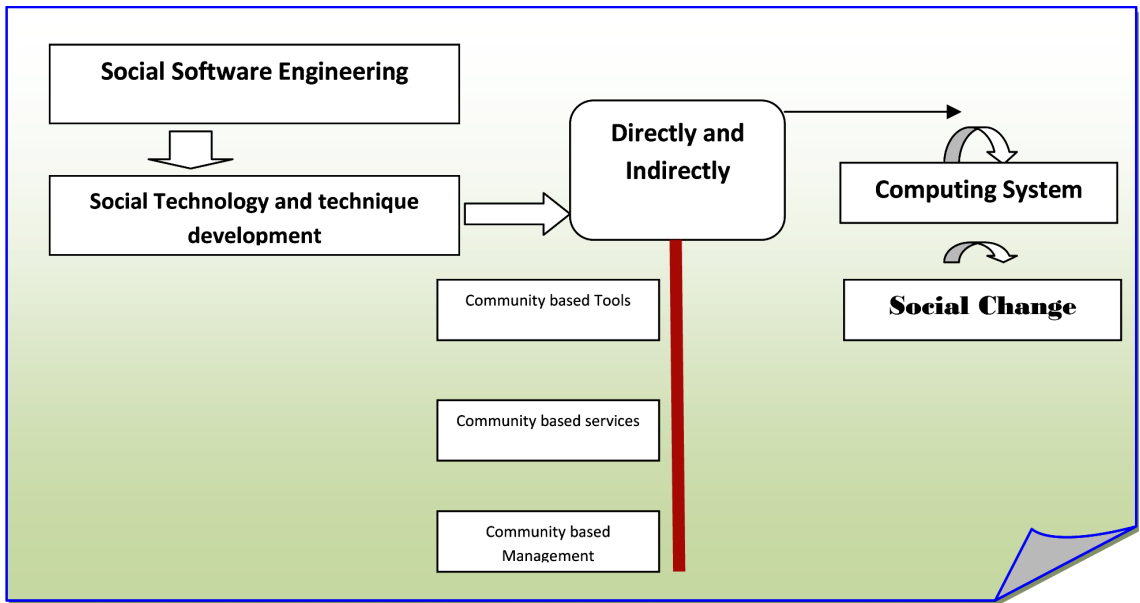 Social Software Engineering
Social Technology and technique
development
Directly and
Indirectly
Computing System
Social Change
Community based Tools
Community based services
Community based
Management